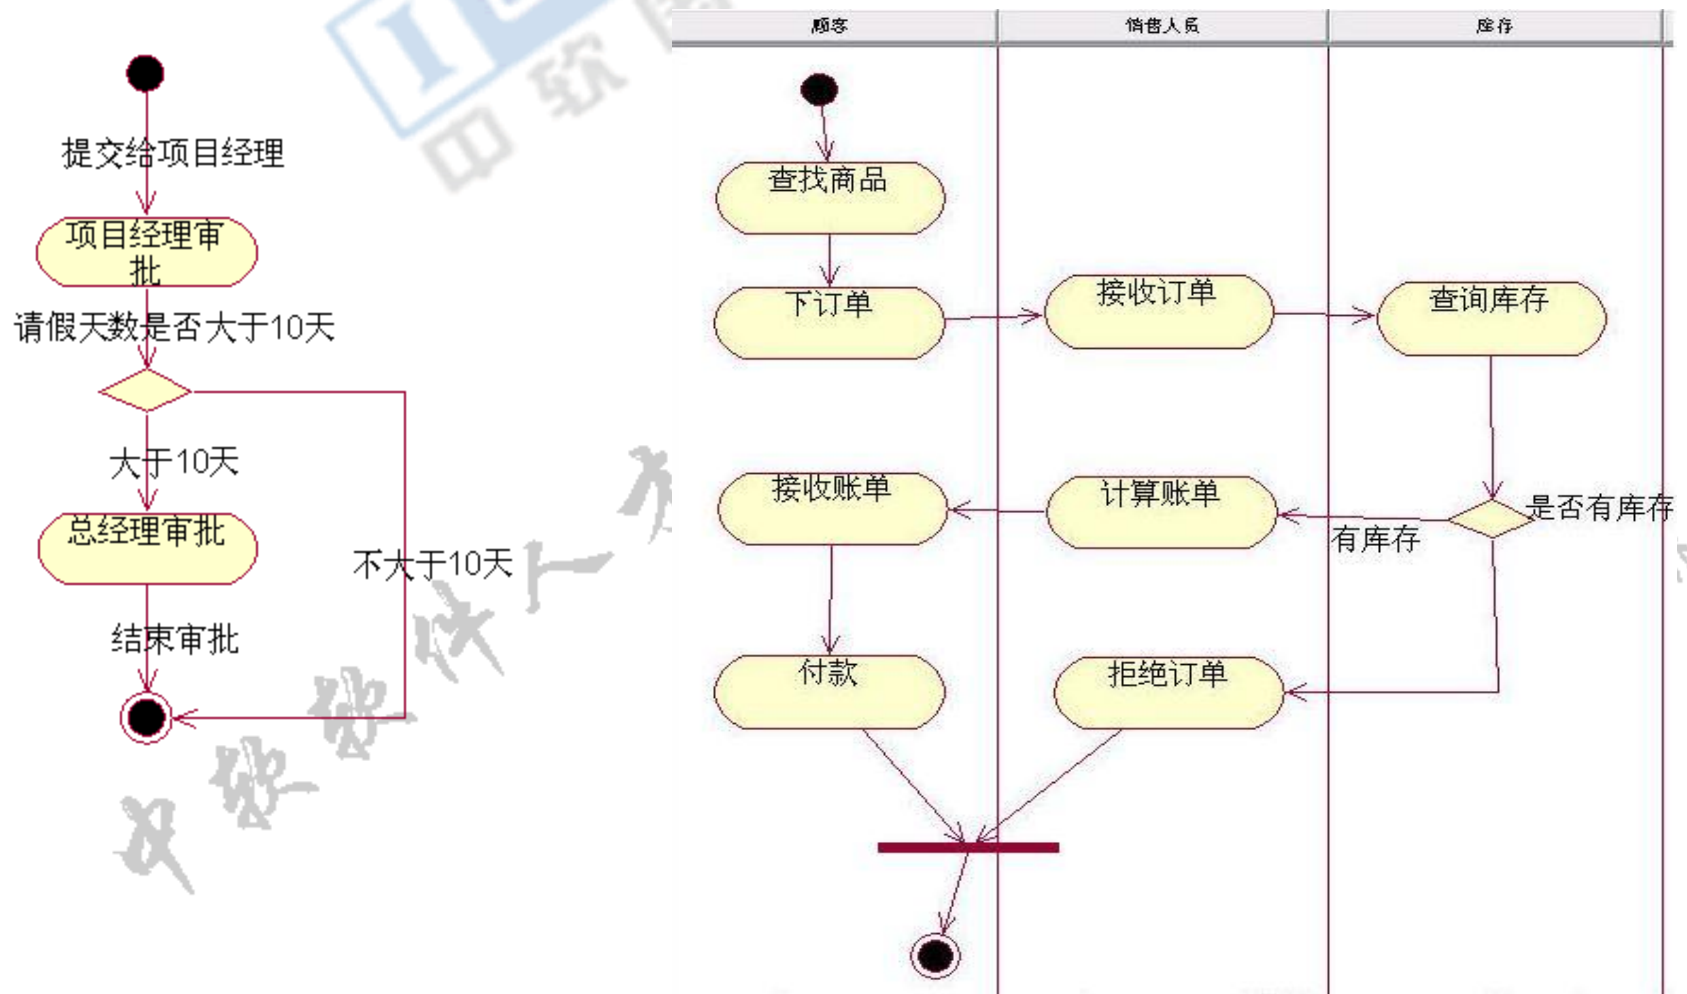 提交给项目经理
项目经理审
批
请假天数是否大于10天
大于10天
总经理审批
不大于10天
结束审批
顾客
销售人员
库存
查找商品
下订单
接收订单
查询库存
接收账单
计算账单
有库存
是否有库存
付款
拒绝订单
中软